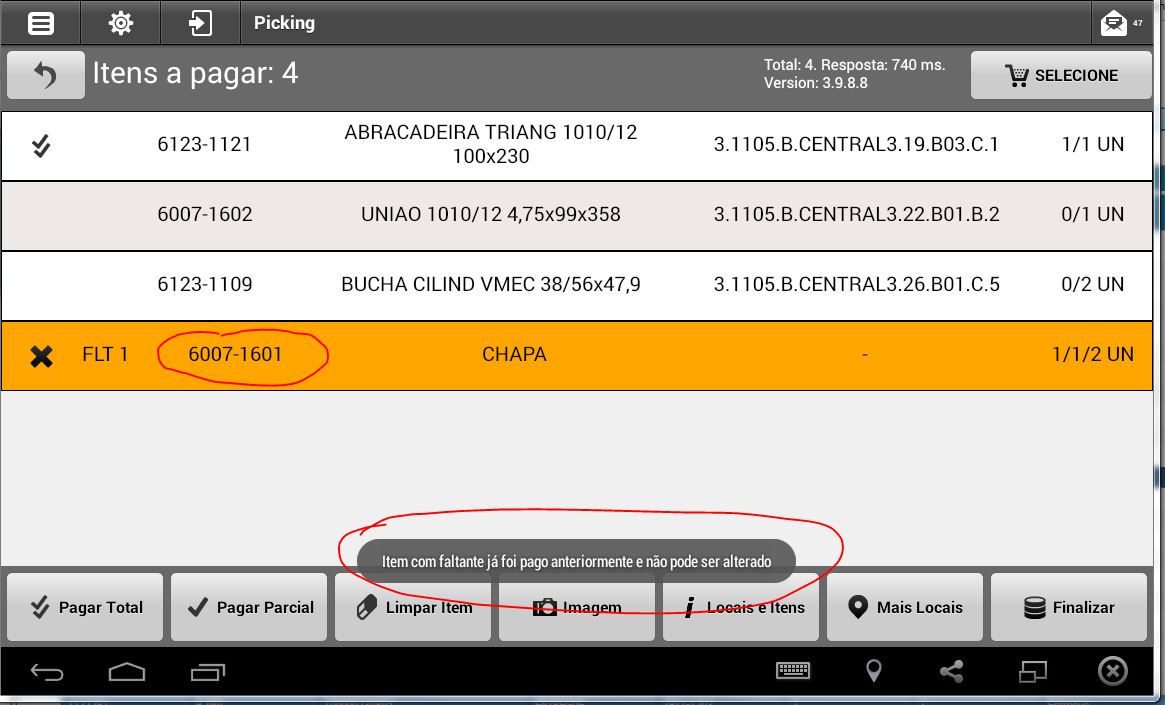 Picking
47
Itens a pagar: 4
Total: 4. Resposta: 740 ms.
Version: 3.9.8.8
SELECIONE
6123-1121 ABRACADEIRA TRIANG 1010/12 3.1105.B.CENTRAL3.19.B03.C.1 1/1 UN
100x230
6007-1602 UNIAO 1010/12 4,75x99x358 3.1105.B.CENTRAL3.22.B01.B.2 0/1 UN
6123-1109 BUCHA CILIND VMEC 38/56x47,9 3.1105.B.CENTRAL3.26.B01.C.5 0/2 UN
FLT 1 6007-1601 CHAPA - 1/1/2 UN
Item com faltante já foi pago anteriormente e não pode ser alterado
Pagar Total Pagar Parcial Limpar Item Imagem Locais e Itens Mais Locais Finalizar